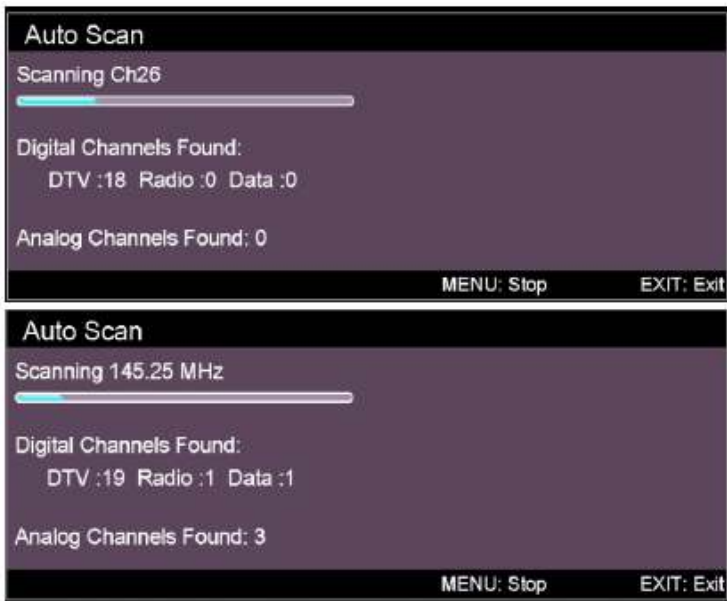 Auto Scan
Scanning Ch26
Digital Channels Found:
DTV :18 Radio :0 Data :0
Analog Channels Found: 0
MENU: Stop EXIT: Exit
Auto Scan
Scanning 145.25 MHz
Digital Channels Found:
DTV :19 Radio :1 Data :1
Analog Channels Found: 3
MENU: Stop EXIT: Exit